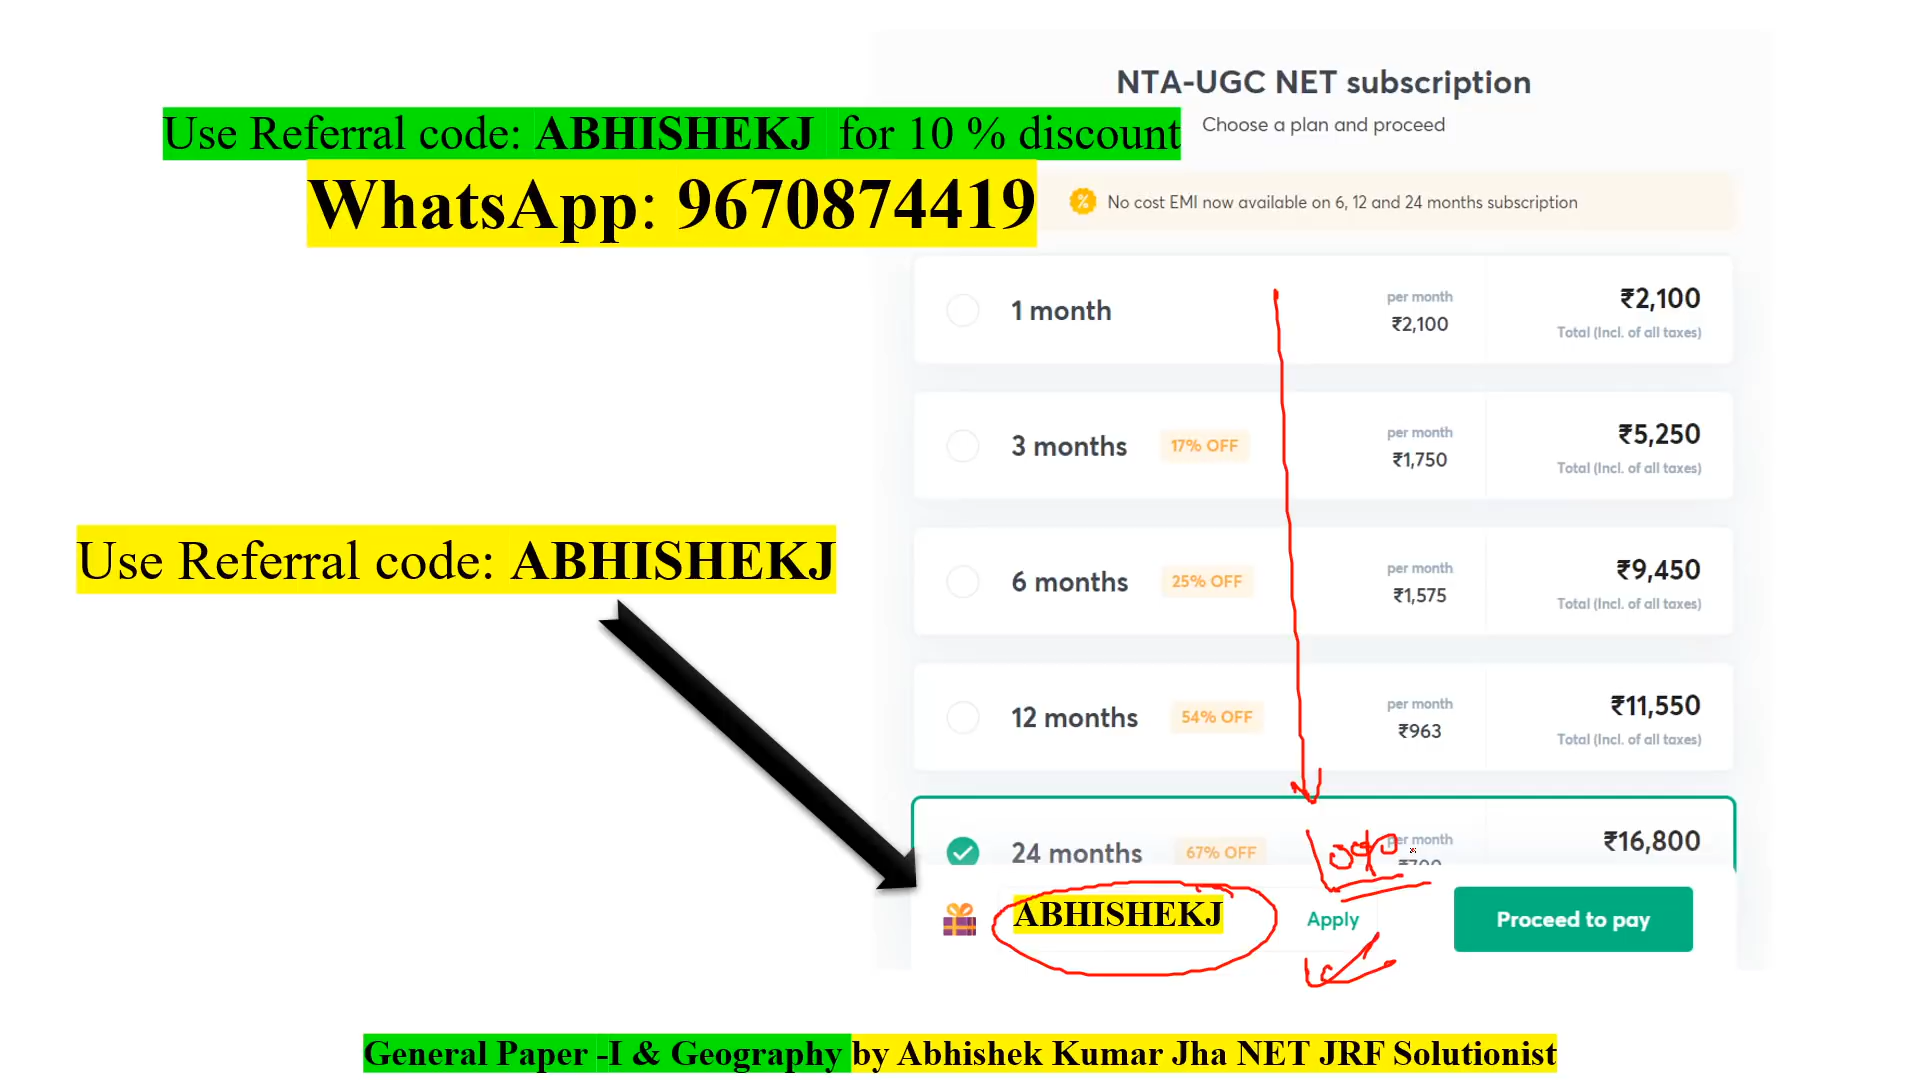 NTA-UGC NET subscription
Use Referral code: ABHISHEKJ for 10 % discount
Choose a plan and proceed
WhatsApp: 9670874419
No cost EMI now available on 6, 12 and 24 months subscription
1 month
per month
₹2,100
₹2,100
Total (Incl. of all taxes)
3 months
17% OFF
per month
₹1,750
₹5,250
Total (Incl. of all taxes)
Use Referral code: ABHISHEKJ
6 months
25% OFF
per month
₹1,575
₹9,450
Total (Incl. of all taxes)
12 months
54% OFF
per month
₹963
₹11,550
Total (Incl. of all taxes)
24 months
67% OFF
per month
₹700
₹16,800
ABHISHEKJ
Apply
Proceed to pay
General Paper -I & Geography by Abhishek Kumar Jha NET JRF Solutionist